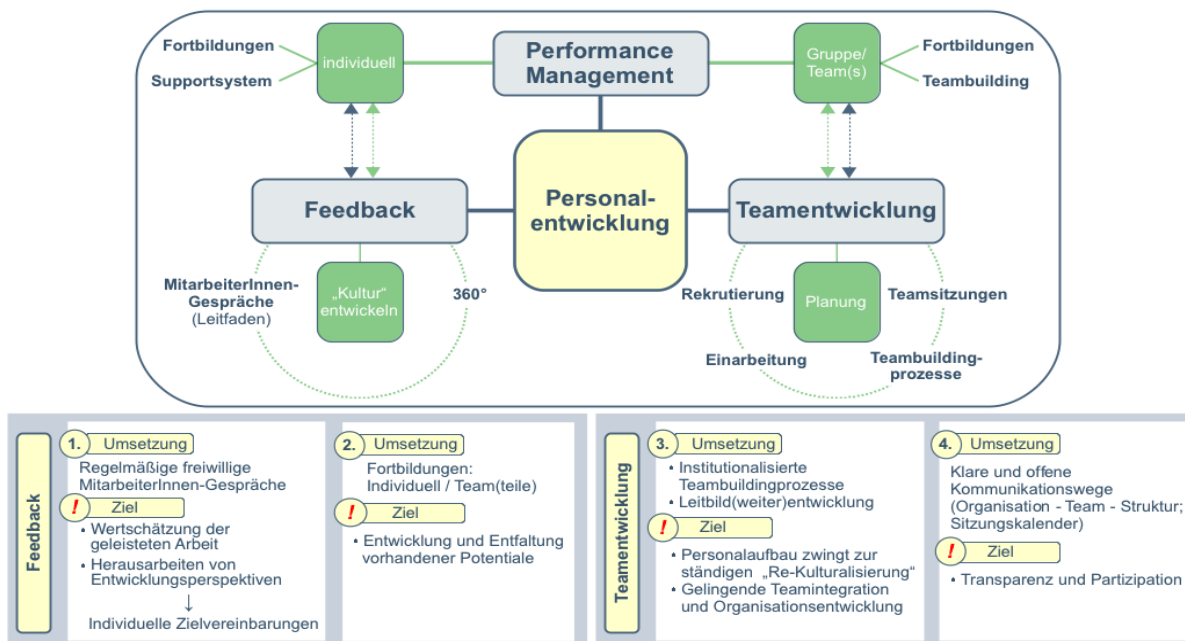 Fortbildungen
Supportsystem
individuell
Performance
Management
Gruppe/
Team(s)
Fortbildungen
Teambuilding
Feedback
Personal-
entwicklung
Teamentwicklung
MitarbeiterInnen-
Gespräche
(Leitfaden)
„Kultur“
entwickeln
360°
Rekrutierung
Planung
Teamsitzungen
Einarbeitung
Teambuilding-
prozesse
Feedback
1. Umsetzung
Regelmäßige freiwillige
MitarbeiterInnen-Gespräche
! Ziel
• Wertschätzung der
geleisteten Arbeit
• Herausarbeiten von
Entwicklungsperspektiven
↓
Individuelle Zielvereinbarungen
2. Umsetzung
Fortbildungen:
Individuell / Team(teile)
! Ziel
• Entwicklung und Entfaltung
vorhandener Potentiale
Teamentwicklung
3. Umsetzung
• Institutionalisierte
Teambuildingprozesse
• Leitbild(weiter)entwicklung
! Ziel
• Personalaufbau zwingt zur
ständigen „Re-Kulturalisierung“
• Gelingende Teamintegration
und Organisationsentwicklung
4. Umsetzung
Klare und offene
Kommunikationswege
(Organisation - Team - Struktur;
Sitzungskalender)
! Ziel
• Transparenz und Partizipation